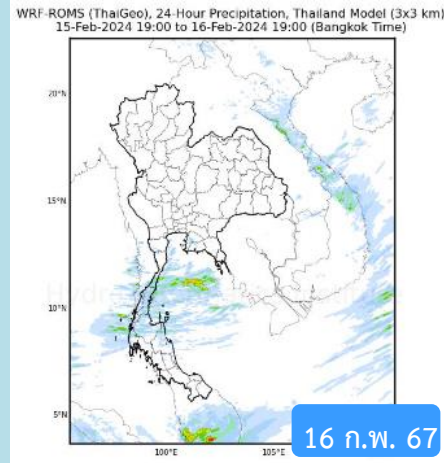 WRF-ROMS (ThaiGeo), 24-Hour Precipitation, Thailand Model (3x3 km)
15-Feb-2024 19:00 to 16-Feb-2024 19:00 (Bangkok Time)
20°N
15°N
10°N
5°N
100°E
105°E
16 ก.พ. 67